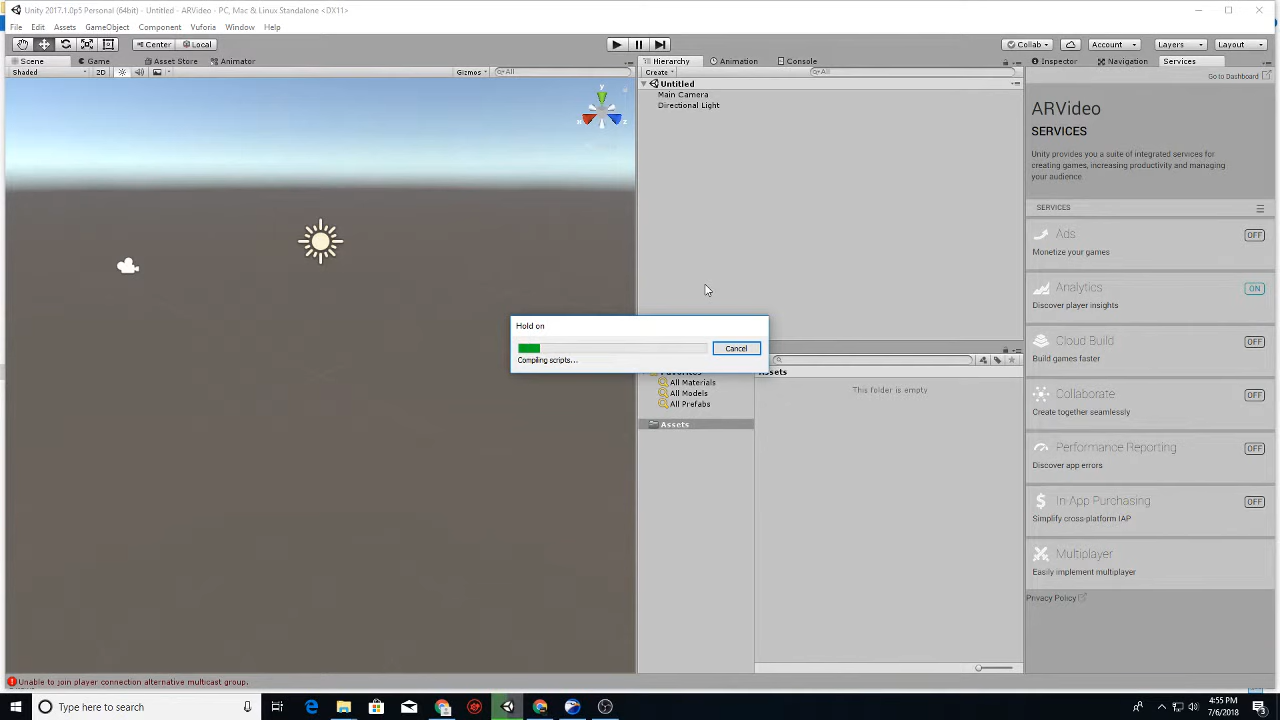 Unity 2017.1.0p5 Personal (64bit) - Untitled - ARVideo - PC, Mac & Linux Standalone <DX11>
File Edit Assets GameObject Component Vuforia Window Help
Center Local Collab Account Layers Layout
Scene Game Asset Store Animator Hierarchy Animation Console Inspector Navigation Services
Shaded 2D Gizmos All Create All Go to Dashboard
Untitled
Main Camera
Directional Light
ARVideo
SERVICES
Unity provides you a suite of integrated services for
creating games, increasing productivity and managing
your audience.
SERVICES
Ads OFF
Monetize your games
Analytics ON
Discover player insights
Cloud Build OFF
Build games faster
Collaborate OFF
Create together seamlessly
Performance Reporting OFF
Discover app errors
In-App Purchasing OFF
Simplify cross-platform IAP
Multiplayer
Easily implement multiplayer
Privacy Policy
Hold on
Cancel
Compiling scripts...
Favorites Assets
All Materials This folder is empty
All Models
All Prefabs
Assets
Unable to join player connection alternative multicast group.
Type here to search
4:55 PM
7/6/2018